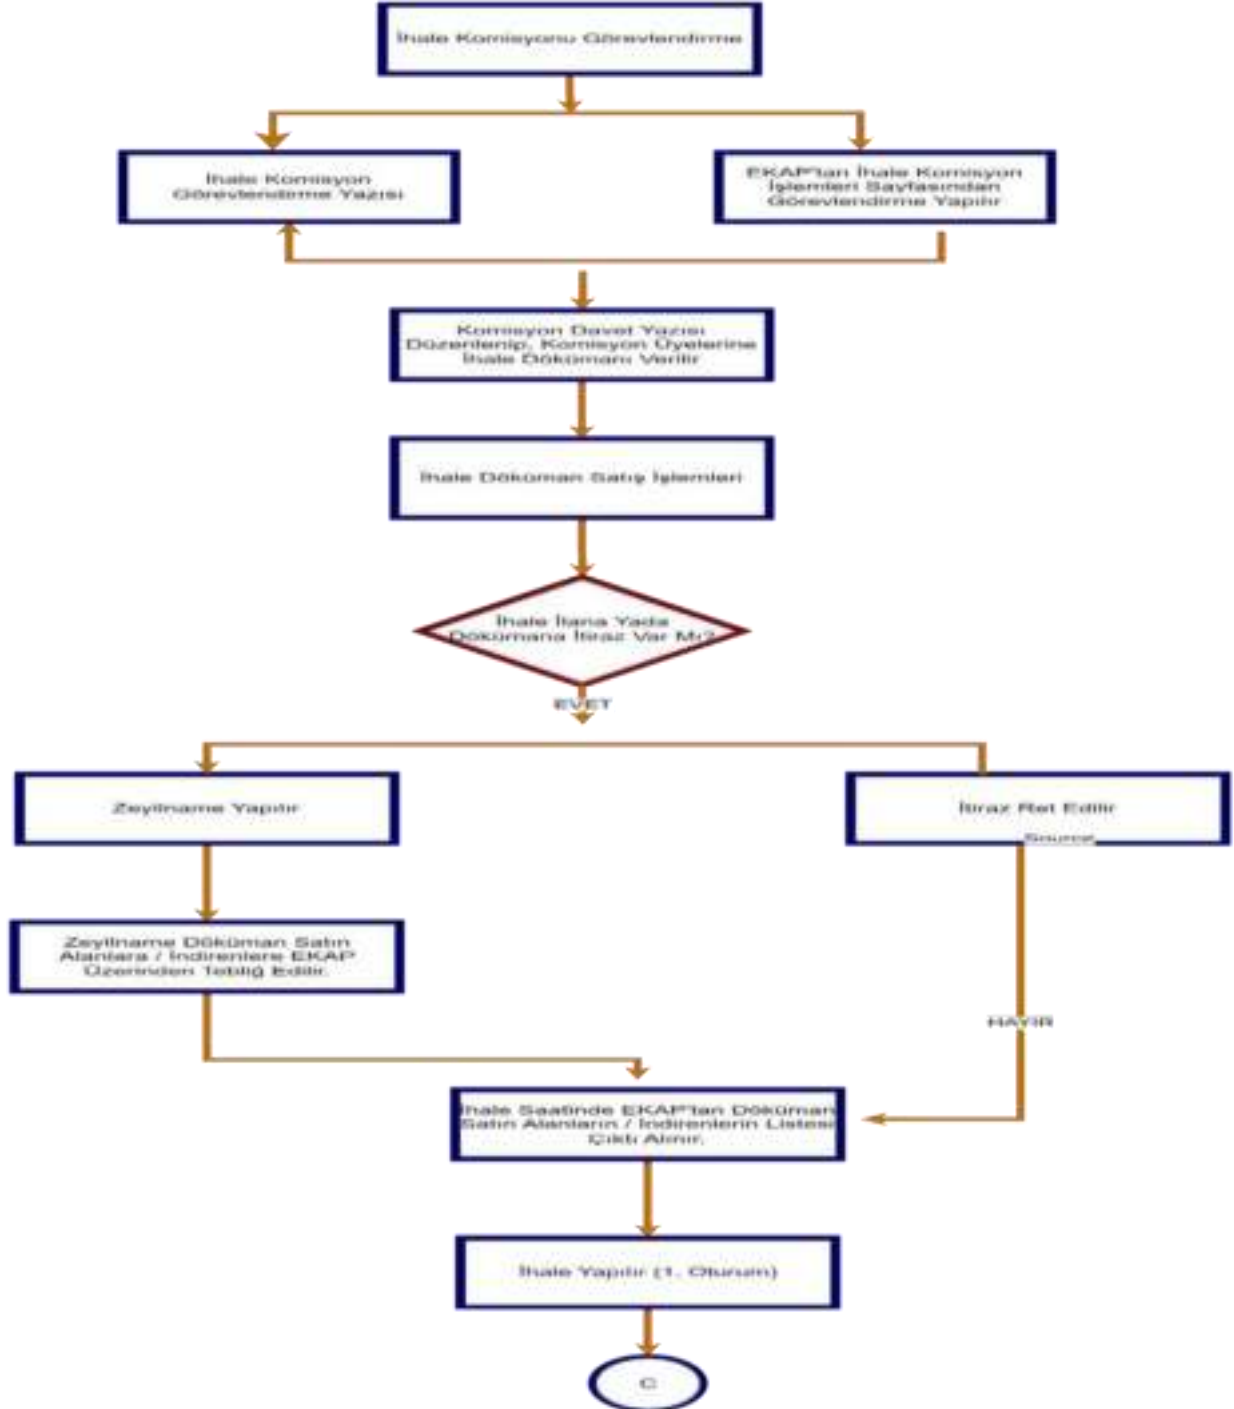 İhale Komisyonu Görevlendirme
İhale Komisyon
Görevlendirme Yazısı
EKAP'tan İhale Komisyon
İşlemleri Sayfasından
Görevlendirme Yapılır
Komisyon Davet Yazısı
Düzenlenip, Komisyon Üyelerine
İhale Dökümanı Verilir
İhale Döküman Satış İşlemleri
İhale İlana Yada
Dökümana İtiraz Var Mı?
EVET
Zeyilname Yapılır
İtiraz Ret Edilir
Source
Zeyilname Döküman Satın
Alanlara / İndirenlere EKAP
Üzerinden Tebliğ Edilir.
HAYIR
İhale Saatinde EKAP'tan Döküman
Satın Alanların / İndirenlerin Listesi
Çıktı Alınır.
İhale Yapılır (1. Oturum)
C